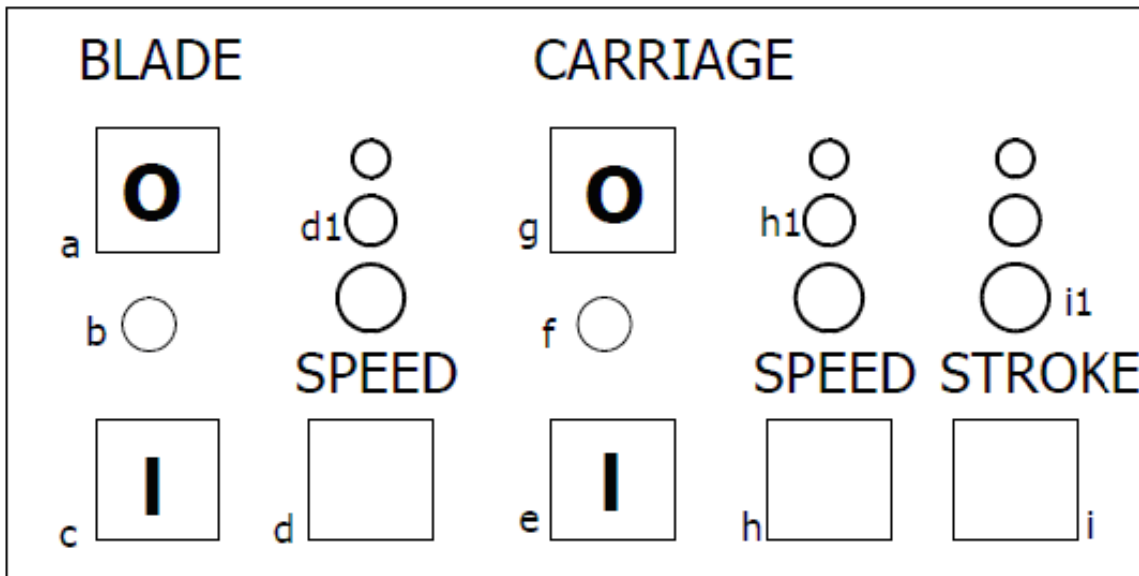 BLADE CARRIAGE
O O
a d1 g h1
b f i1
SPEED SPEED STROKE
I I
c d e h i